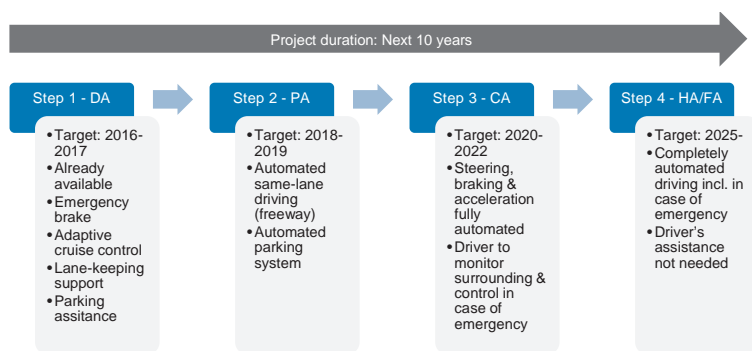 Project duration: Next 10 years
Step 1 - DA
•Target: 2016-
2017
•Already
available
•Emergency
brake
•Adaptive
cruise control
•Lane-keeping
support
•Parking
assitance
Step 2 - PA
•Target: 2018-
2019
•Automated
same-lane
driving
(freeway)
•Automated
parking
system
Step 3 - CA
•Target: 2020-
2022
•Steering,
braking &
acceleration
fully
automated
•Driver to
monitor
surrounding &
control in
case of
emergency
Step 4 - HA/FA
•Target: 2025-
•Completely
automated
driving incl. in
case of
emergency
•Driver's
assistance
not needed